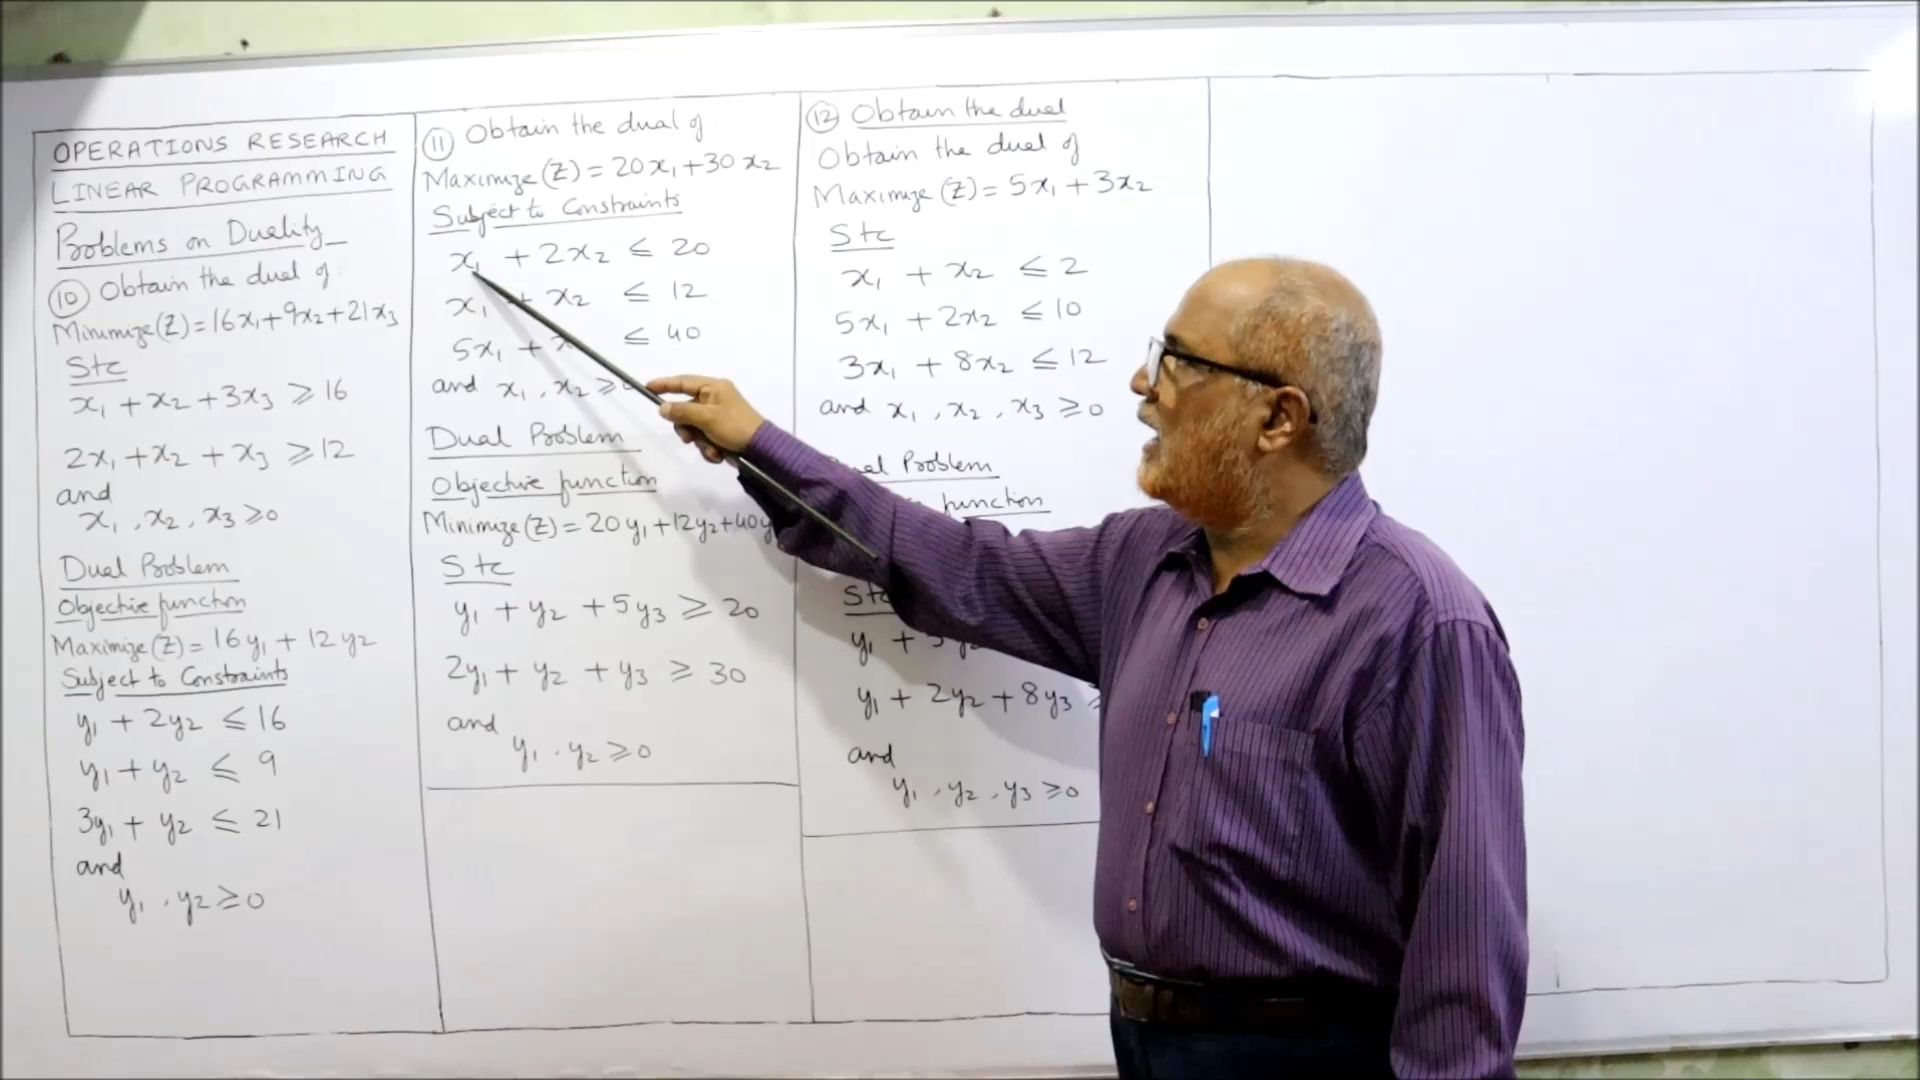 OPERATIONS RESEARCH
LINEAR PROGRAMMING
Problems on Duality
⑩ Obtain the dual of :
Minimize (Z) = 16x₁ + 9x₂ + 21x₃
Stc
x₁ + x₂ + 3x₃ ≥ 16
2x₁ + x₂ + x₃ ≥ 12
and
x₁, x₂, x₃ ≥ 0
Dual Problem
Objective function
Maximize (Z) = 16y₁ + 12y₂
Subject to Constraints
y₁ + 2y₂ ≤ 16
y₁ + y₂ ≤ 9
3y₁ + y₂ ≤ 21
and
y₁, y₂ ≥ 0
⑪ Obtain the dual of
Maximize (Z) = 20x₁ + 30x₂
Subject to Constraints
x₁ + 2x₂ ≤ 20
x₁ + x₂ ≤ 12
5x₁ + x ≤ 40
and x₁, x₂ ≥
Dual Problem
Objective function
Minimize (Z) = 20y₁ + 12y₂ + 40y
Stc
y₁ + y₂ + 5y₃ ≥ 20
2y₁ + y₂ + y₃ ≥ 30
and
y₁, y₂ ≥ 0
⑫ Obtain the dual
Obtain the dual of
Maximize (Z) = 5x₁ + 3x₂
Stc
x₁ + x₂ ≤ 2
5x₁ + 2x₂ ≤ 10
3x₁ + 8x₂ ≤ 12
and x₁, x₂, x₃ ≥ 0
Problem
function
Stc
y₁ + 5y₂
y₁ + 2y₂ + 8y₃ ≥
and
y₁, y₂, y₃ ≥ 0